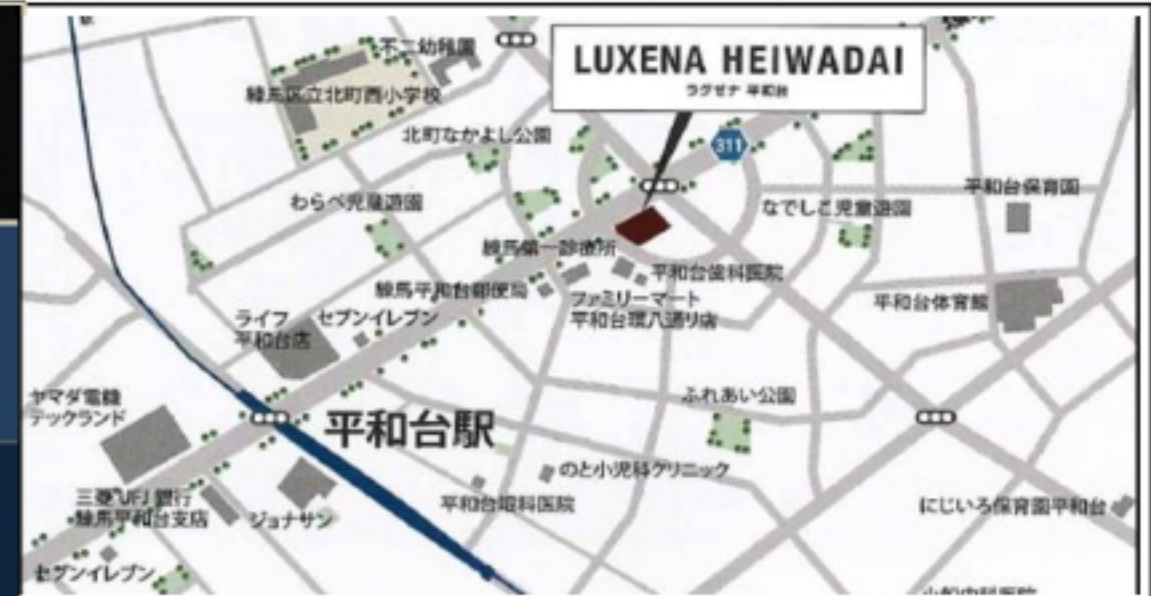 不二幼稚園
LUXENA HEIWADAI
ラグゼナ 平和台
練馬区立北町西小学校
北町なかよし公園
311
わらべ児童遊園
なでしこ児童遊園
平和台保育園
練馬第一診療所
平和台歯科医院
練馬平和台郵便局
ファミリーマート
平和台環八通り店
平和台体育館
ライフ
平和台店
セブンイレブン
ヤマダ電機
テックランド
平和台駅
ふれあい公園
のと小児科クリニック
平和台眼科医院
三菱UFJ銀行
練馬平和台支店
ジョナサン
にじいろ保育園平和台
セブンイレブン